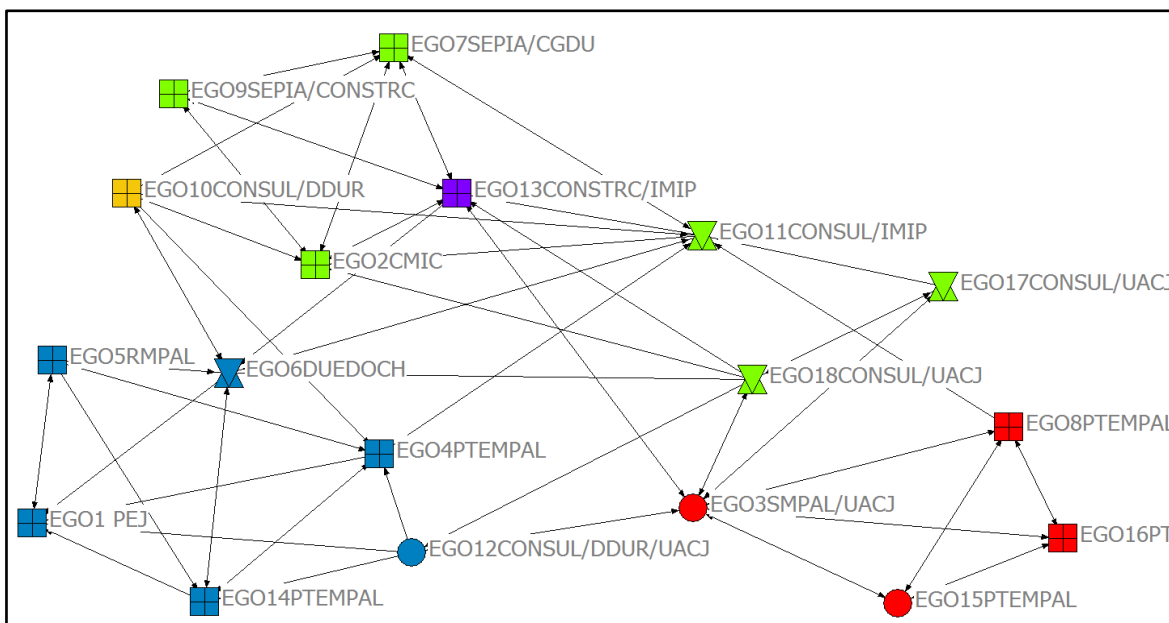 EGO7SEPIA/CGDU
EGO9SEPIA/CONSTRC
EGO10CONSUL/DDUR
EGO13CONSTRC/IMIP
EGO11CONSUL/IMIP
EGO2CMIC
EGO17CONSUL/UACJ
EGO5RMPAL
EGO6DUEDOCH
EGO18CONSUL/UACJ
EGO8PTEMPAL
EGO4PTEMPAL
EGO3SMPAL/UACJ
EGO1 PEJ
EGO16PT
EGO12CONSUL/DDUR/UACJ
EGO14PTEMPAL
EGO15PTEMPAL